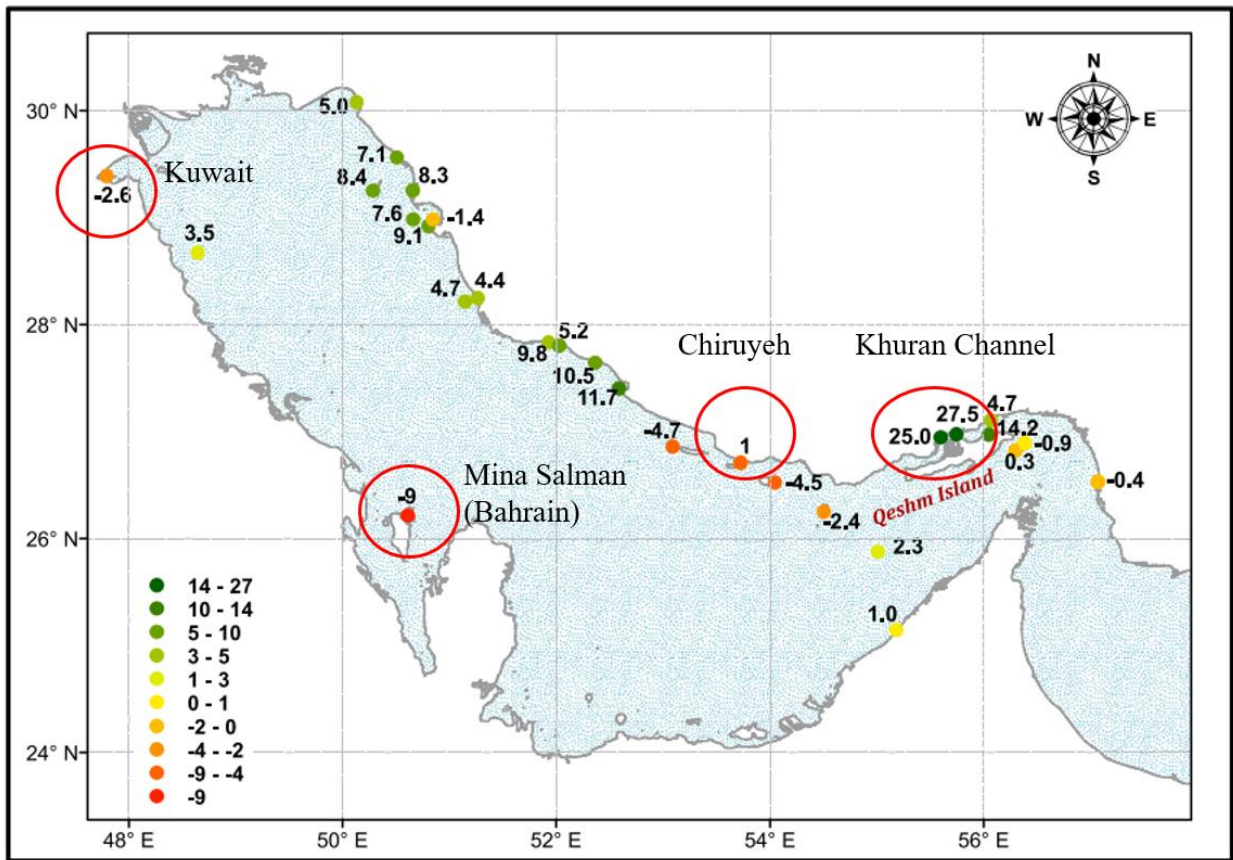 N
W E
S
30° N
28° N
26° N
24° N
48° E
50° E
52° E
54° E
56° E
5.0
7.1
8.4
8.3
Kuwait
-2.6
7.6
-1.4
9.1
3.5
4.7
4.4
5.2
9.8
10.5
11.7
Chiruyeh
Khuran Channel
-4.7
1
25.0
27.5
4.7
14.2
-0.9
0.3
-4.5
-0.4
Qeshm Island
-2.4
2.3
1.0
Mina Salman
(Bahrain)
-9
14 - 27
10 - 14
5 - 10
3 - 5
1 - 3
0 - 1
-2 - 0
-4 - -2
-9 - -4
-9